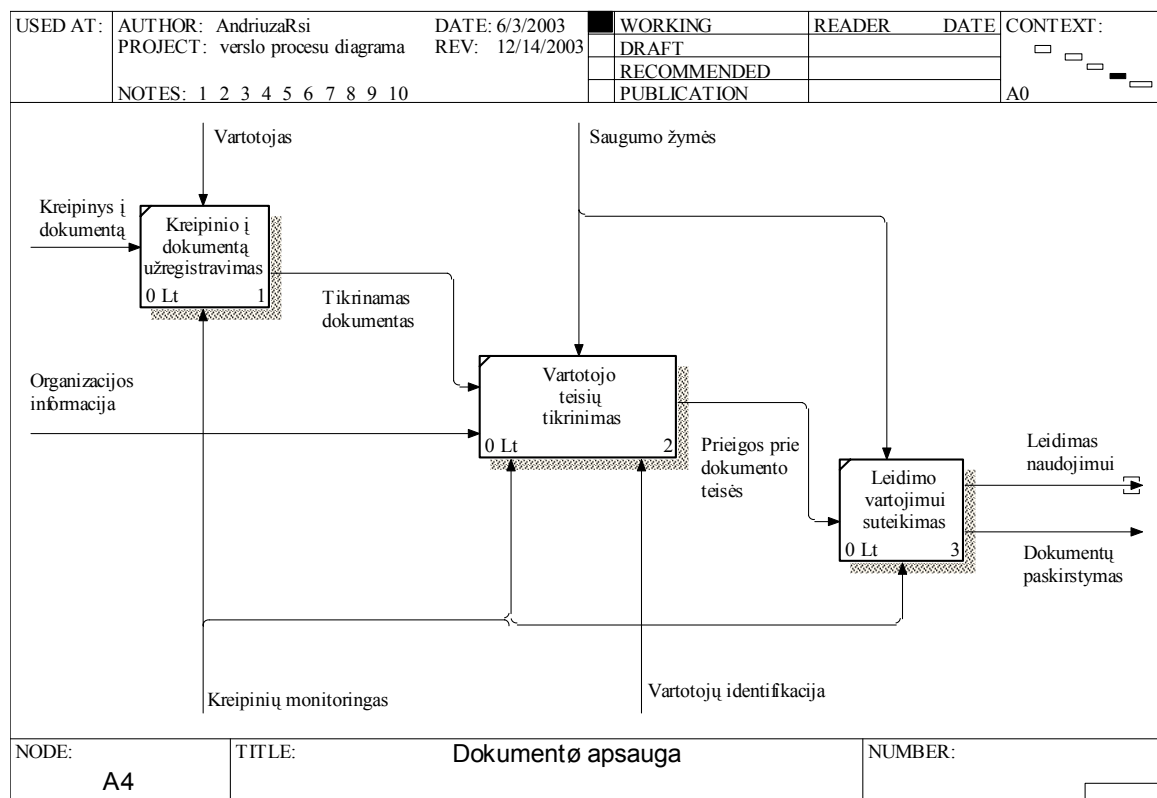 USED AT:
AUTHOR: AndriuzaRsi
DATE: 6/3/2003
PROJECT: verslo procesu diagrama
REV: 12/14/2003
NOTES: 1 2 3 4 5 6 7 8 9 10
WORKING
DRAFT
RECOMMENDED
PUBLICATION
READER
DATE
CONTEXT:
A0
Vartotojas
Saugumo žymės
Kreipinys į
dokumentą
Kreipinio į
dokumentą
užregistravimas
0 Lt 1
Tikrinamas
dokumentas
Organizacijos
informacija
Vartotojo
teisių
tikrinimas
0 Lt 2
Prieigos prie
dokumento
teisės
Leidimo
vartojimui
suteikimas
0 Lt 3
Leidimas
naudojimui
Dokumentų
paskirstymas
Kreipinių monitoringas
Vartotojų identifikacija
NODE:
A4
TITLE:
Dokumentø apsauga
NUMBER: